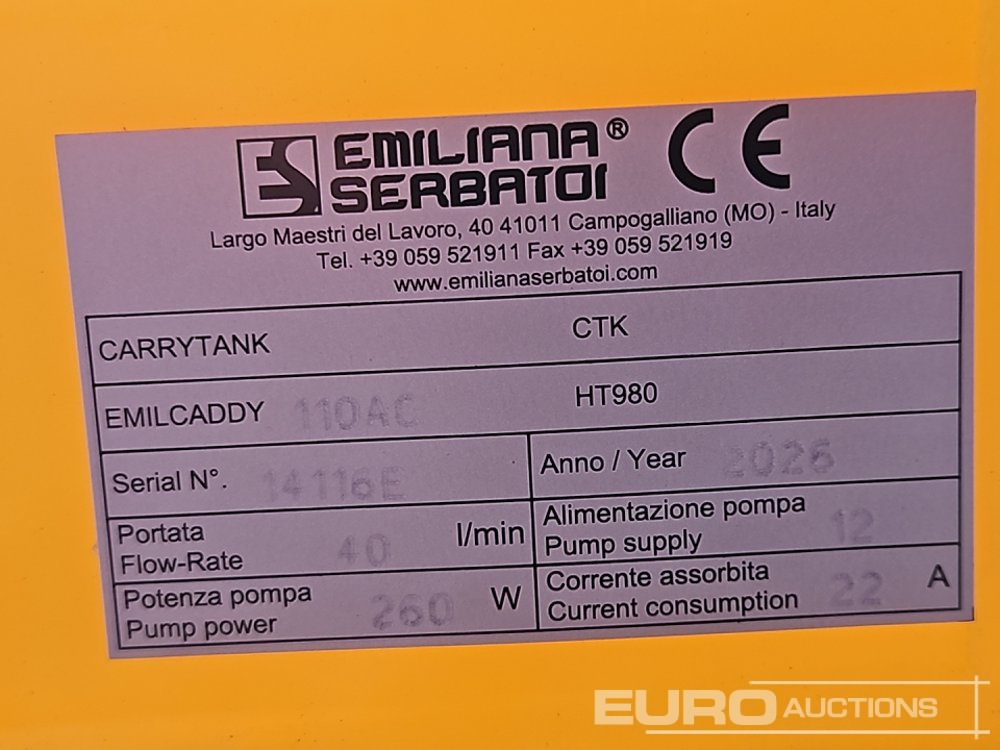 ES EMILIANA® CE
SERBATOI
Largo Maestri del Lavoro, 40 41011 Campogalliano (MO) - Italy
Tel. +39 059 521911 Fax +39 059 521919
www.emilianaserbatoi.com
CARRYTANK CTK
EMILCADDY 110AC HT980
Serial N°. 14116E Anno / Year 2026
Portata
Flow-Rate 40 l/min
Alimentazione pompa
Pump supply 12
Potenza pompa
Pump power 260 W
Corrente assorbita
Current consumption 22 A
EURO AUCTIONS